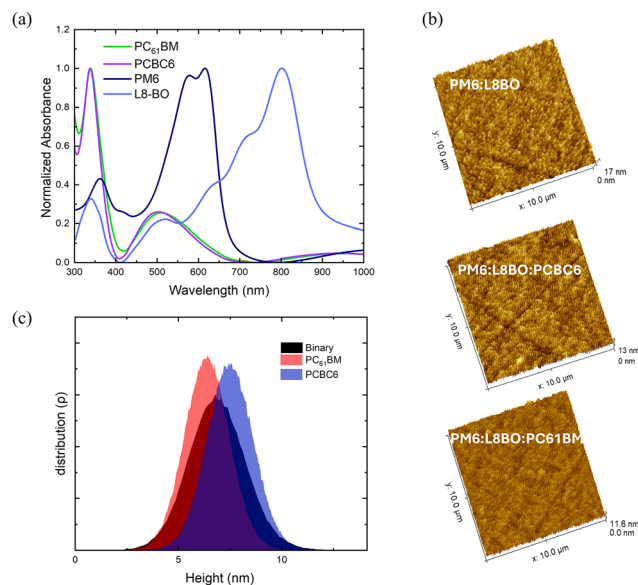 (a)
1.2
1.0
0.8
0.6
0.4
0.2
0.0
Normalized Absorbance
PC₆₁BM
PCBC6
PM6
L8-BO
300 400 500 600 700 800 900 1000
Wavelength (nm)
(b)
PM6:L8BO
y: 10.0 µm
x: 10.0 µm
17 nm
0 nm
PM6:L8BO:PCBC6
y: 10.0 µm
x: 10.0 µm
13 nm
0 nm
PM6:L8BO:PC61BM
y: 10.0 µm
x: 10.0 µm
11.6 nm
0.0 nm
(c)
distribution (ρ)
Binary
PC₆₁BM
PCBC6
0 5 10
Height (nm)